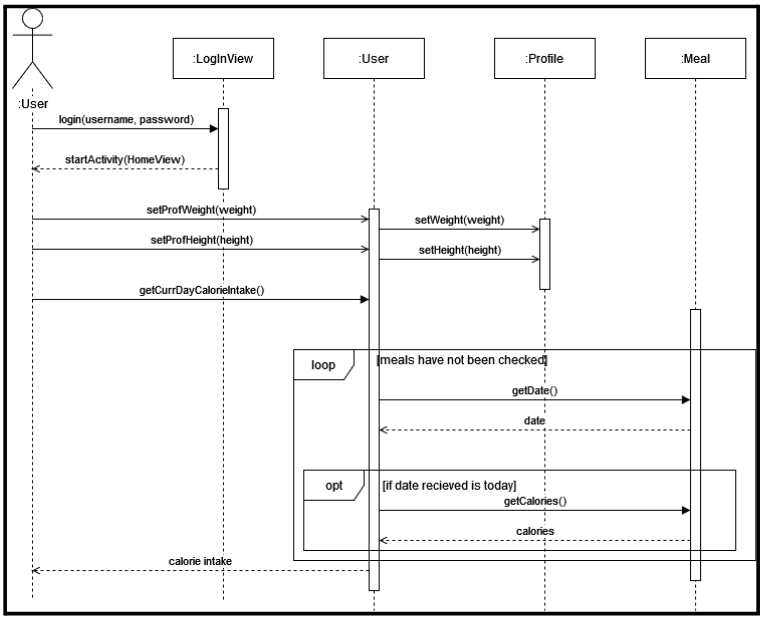 :LogInView
:User
:Profile
:Meal
:User
login(username, password)
startActivity(HomeView)
setProfWeight(weight)
setWeight(weight)
setProfHeight(height)
setHeight(height)
getCurrDayCalorieIntake()
loop
[meals have not been checked]
getDate()
date
opt
[if date recieved is today]
getCalories()
calories
calorie intake